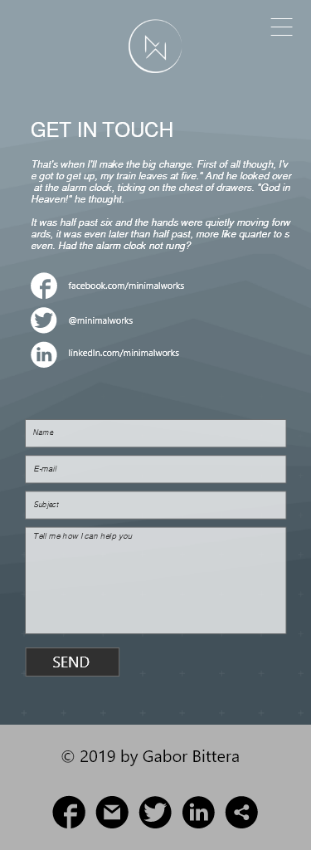 GET IN TOUCH
That's when I'll make the big change. First of all though, I'v
e got to get up, my train leaves at five." And he looked over
at the alarm clock, ticking on the chest of drawers. "God in
Heaven!" he thought.
It was half past six and the hands were quietly moving forw
ards, it was even later than half past, more like quarter to s
even. Had the alarm clock not rung?
facebook.com/minimalworks
@minimalworks
linkedIn.com/minimalworks
Name
E-mail
Subject
Tell me how I can help you
SEND
© 2019 by Gabor Bittera